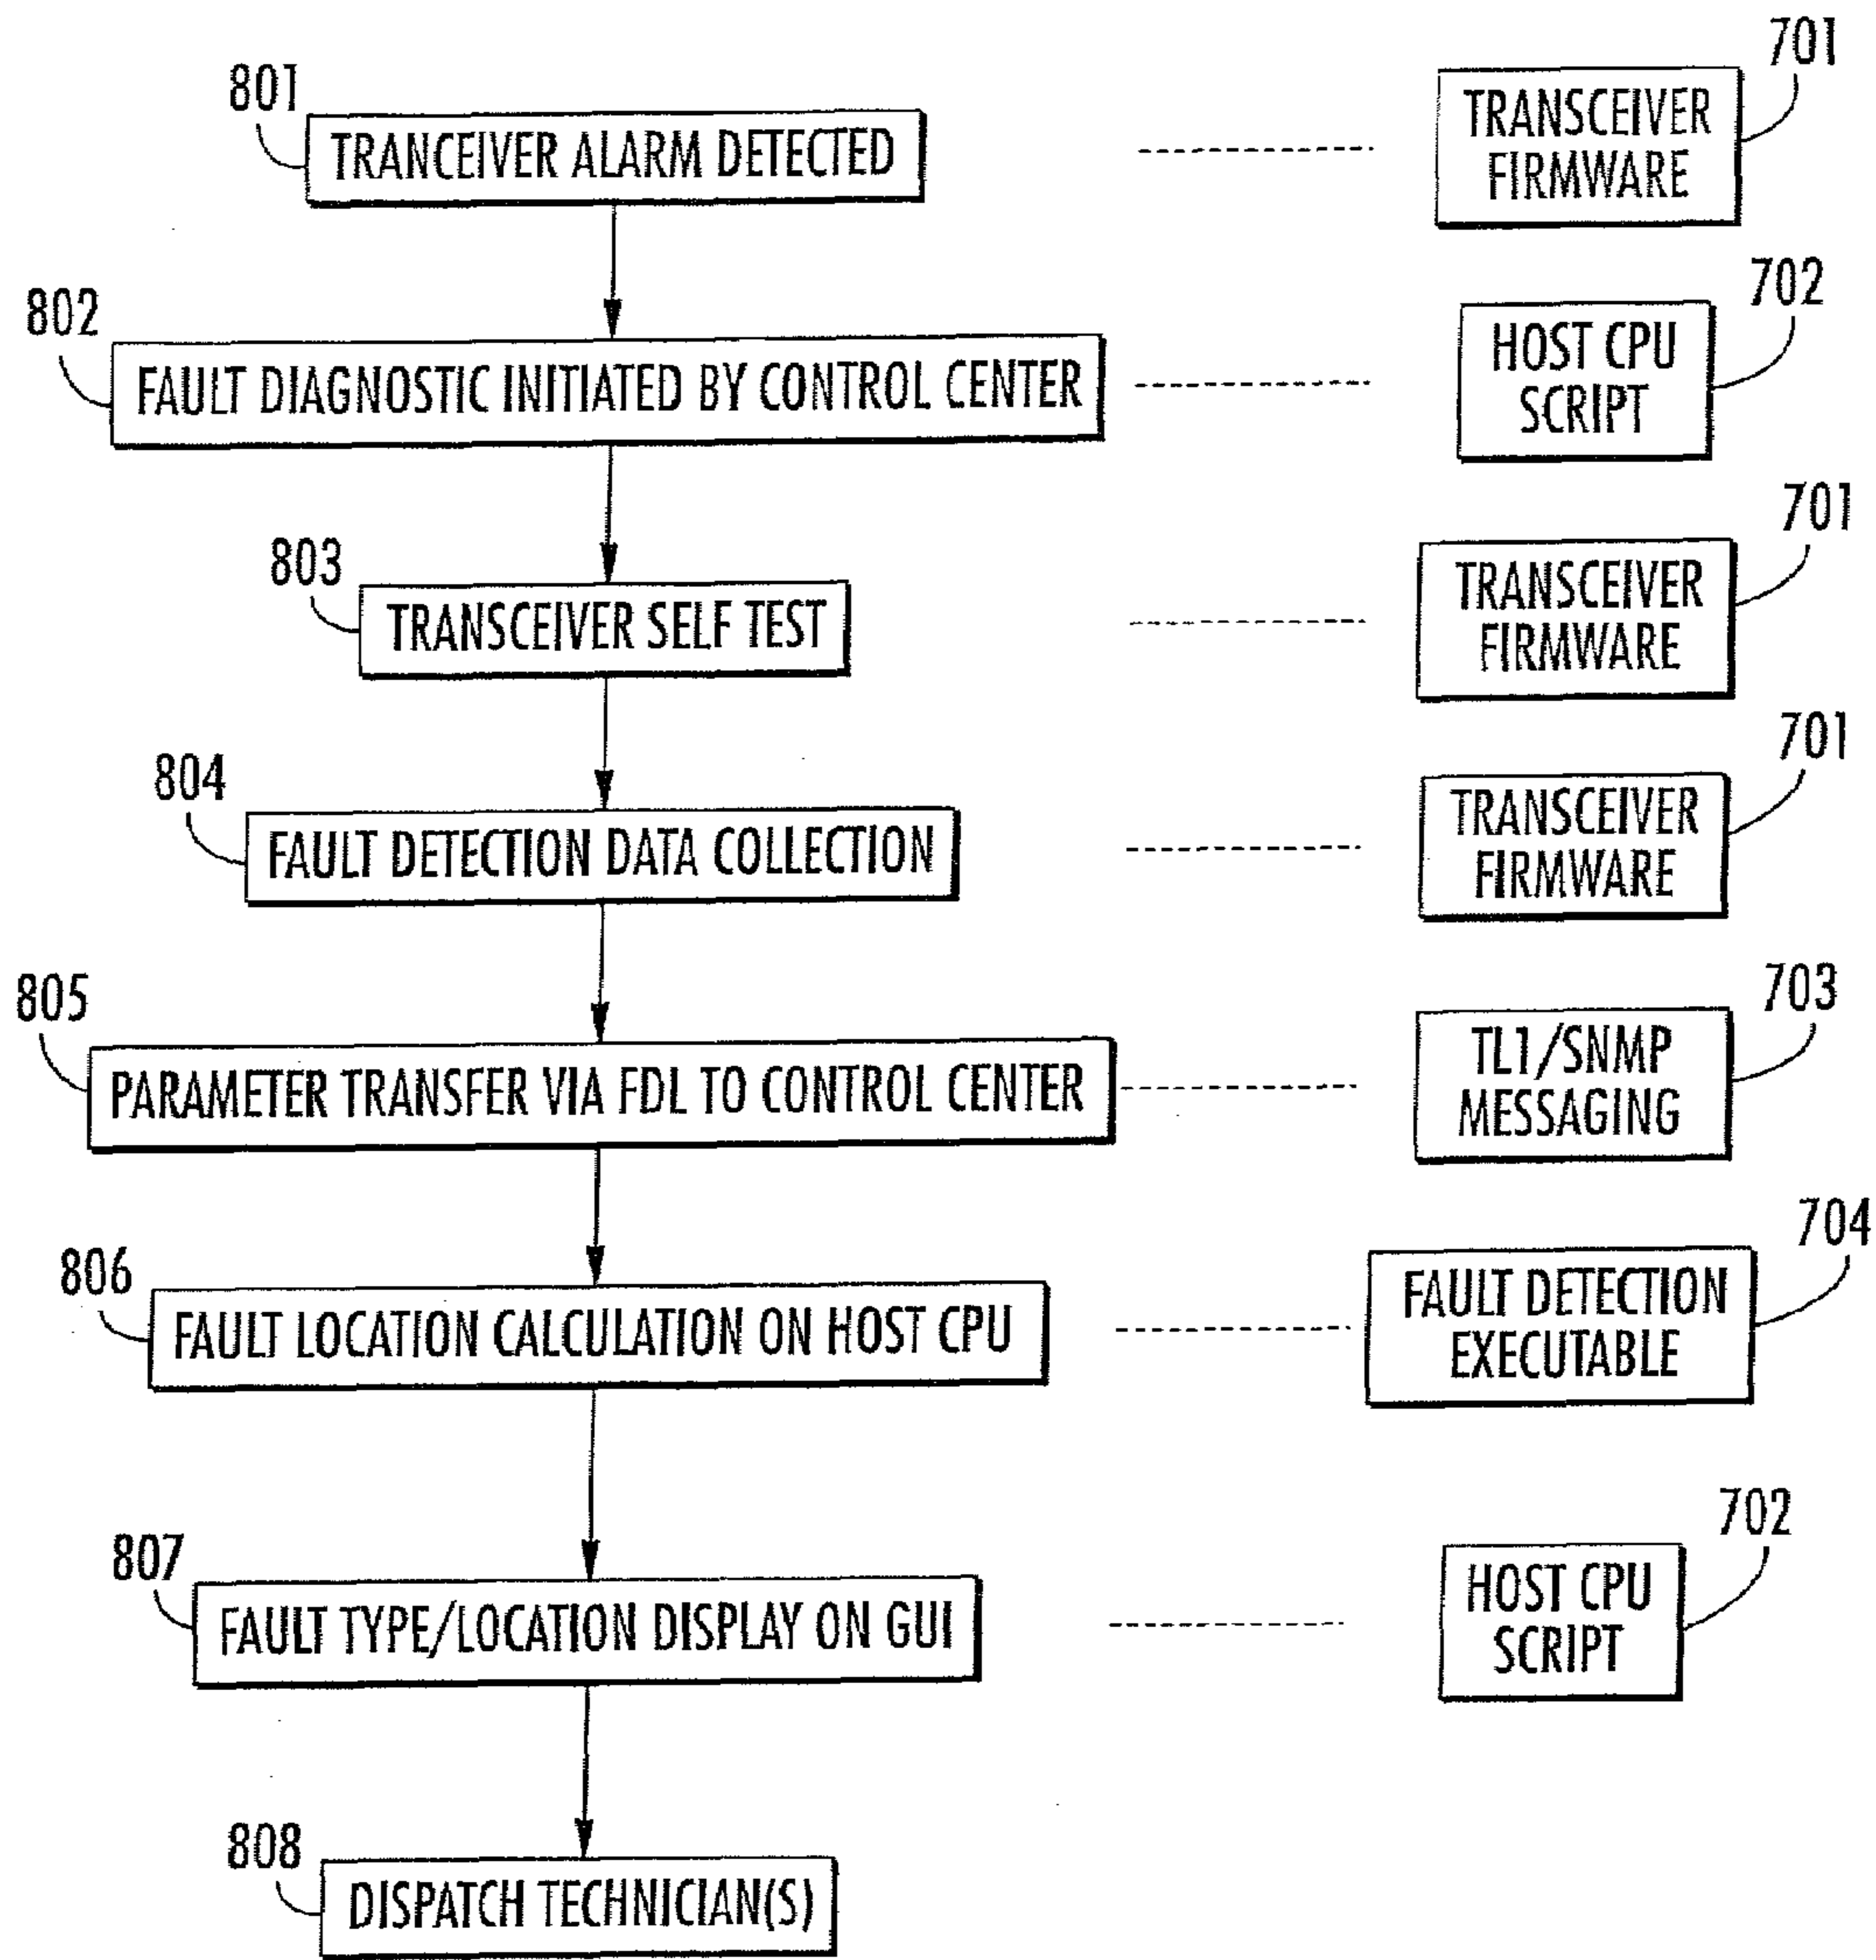 801
TRANCEIVER ALARM DETECTED
701
TRANSCEIVER
FIRMWARE
802
FAULT DIAGNOSTIC INITIATED BY CONTROL CENTER
702
HOST CPU
SCRIPT
803
TRANSCEIVER SELF TEST
701
TRANSCEIVER
FIRMWARE
804
FAULT DETECTION DATA COLLECTION
701
TRANSCEIVER
FIRMWARE
805
PARAMETER TRANSFER VIA FDL TO CONTROL CENTER
703
TL1/SNMP
MESSAGING
806
FAULT LOCATION CALCULATION ON HOST CPU
704
FAULT DETECTION
EXECUTABLE
807
FAULT TYPE/LOCATION DISPLAY ON GUI
702
HOST CPU
SCRIPT
808
DISPATCH TECHNICIAN(S)